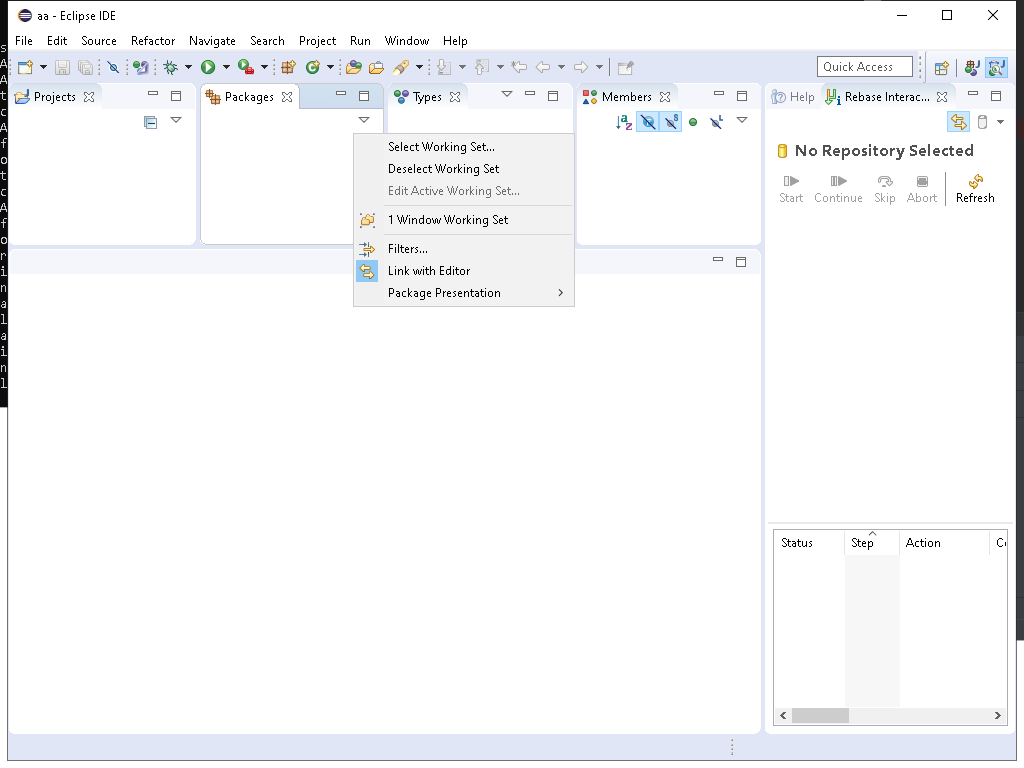 aa - Eclipse IDE
File Edit Source Refactor Navigate Search Project Run Window Help
Quick Access
Projects Packages Types Members Help Rebase Interac...
No Repository Selected
Start Continue Skip Abort Refresh
Select Working Set...
Deselect Working Set
Edit Active Working Set...
1 Window Working Set
Filters...
Link with Editor
Package Presentation
Status Step Action